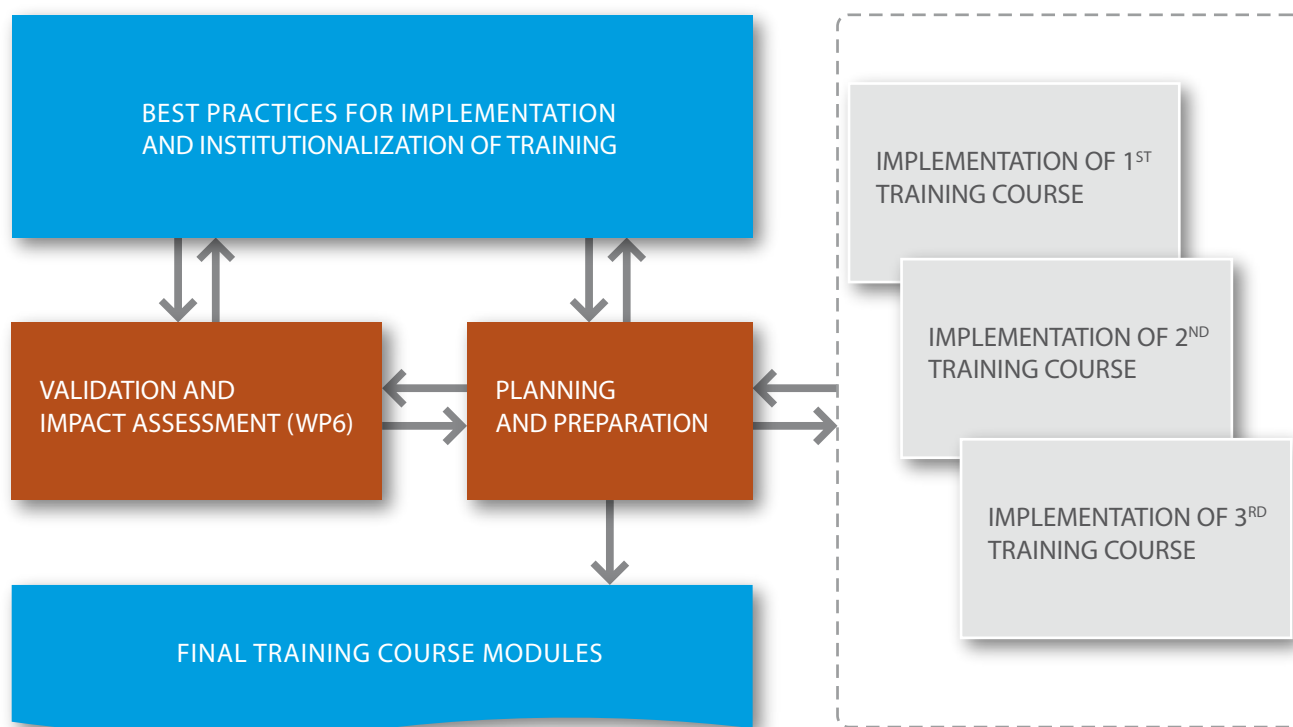 BEST PRACTICES FOR IMPLEMENTATION
AND INSTITUTIONALIZATION OF TRAINING
IMPLEMENTATION OF 1ST
TRAINING COURSE
IMPLEMENTATION OF 2ND
TRAINING COURSE
VALIDATION AND
IMPACT ASSESSMENT (WP6)
PLANNING
AND PREPARATION
IMPLEMENTATION OF 3RD
TRAINING COURSE
FINAL TRAINING COURSE MODULES